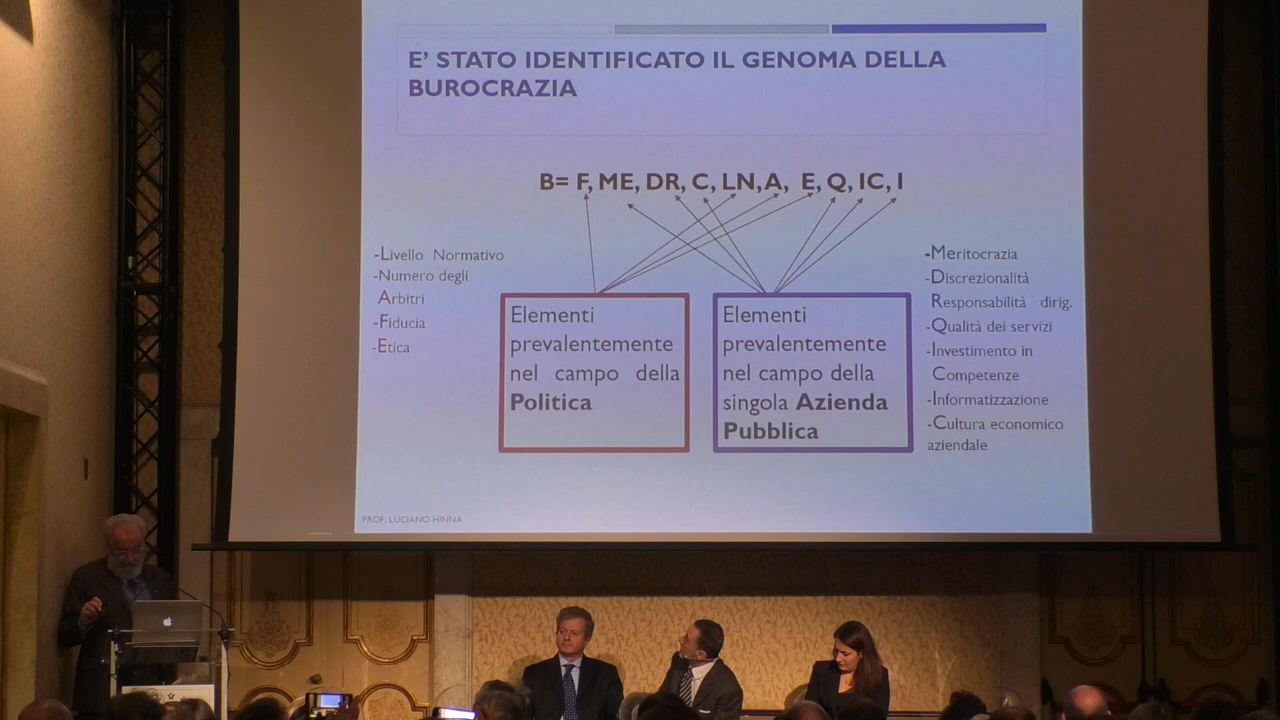 E' STATO IDENTIFICATO IL GENOMA DELLA
BUROCRAZIA
B= F, ME, DR, C, LN, A, E, Q, IC, I
-Livello Normativo
-Numero degli
Arbitri
-Fiducia
-Etica
Elementi
prevalentemente
nel campo della
Politica
Elementi
prevalentemente
nel campo della
singola Azienda
Pubblica
-Meritocrazia
-Discrezionalità
Responsabilità dirig.
-Qualità dei servizi
-Investimento in
Competenze
-Informatizzazione
-Cultura economico
aziendale
PROF. LUCIANO HINNA